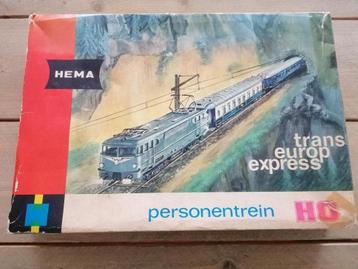 HEMA
trans
europ
express
personentrein HO